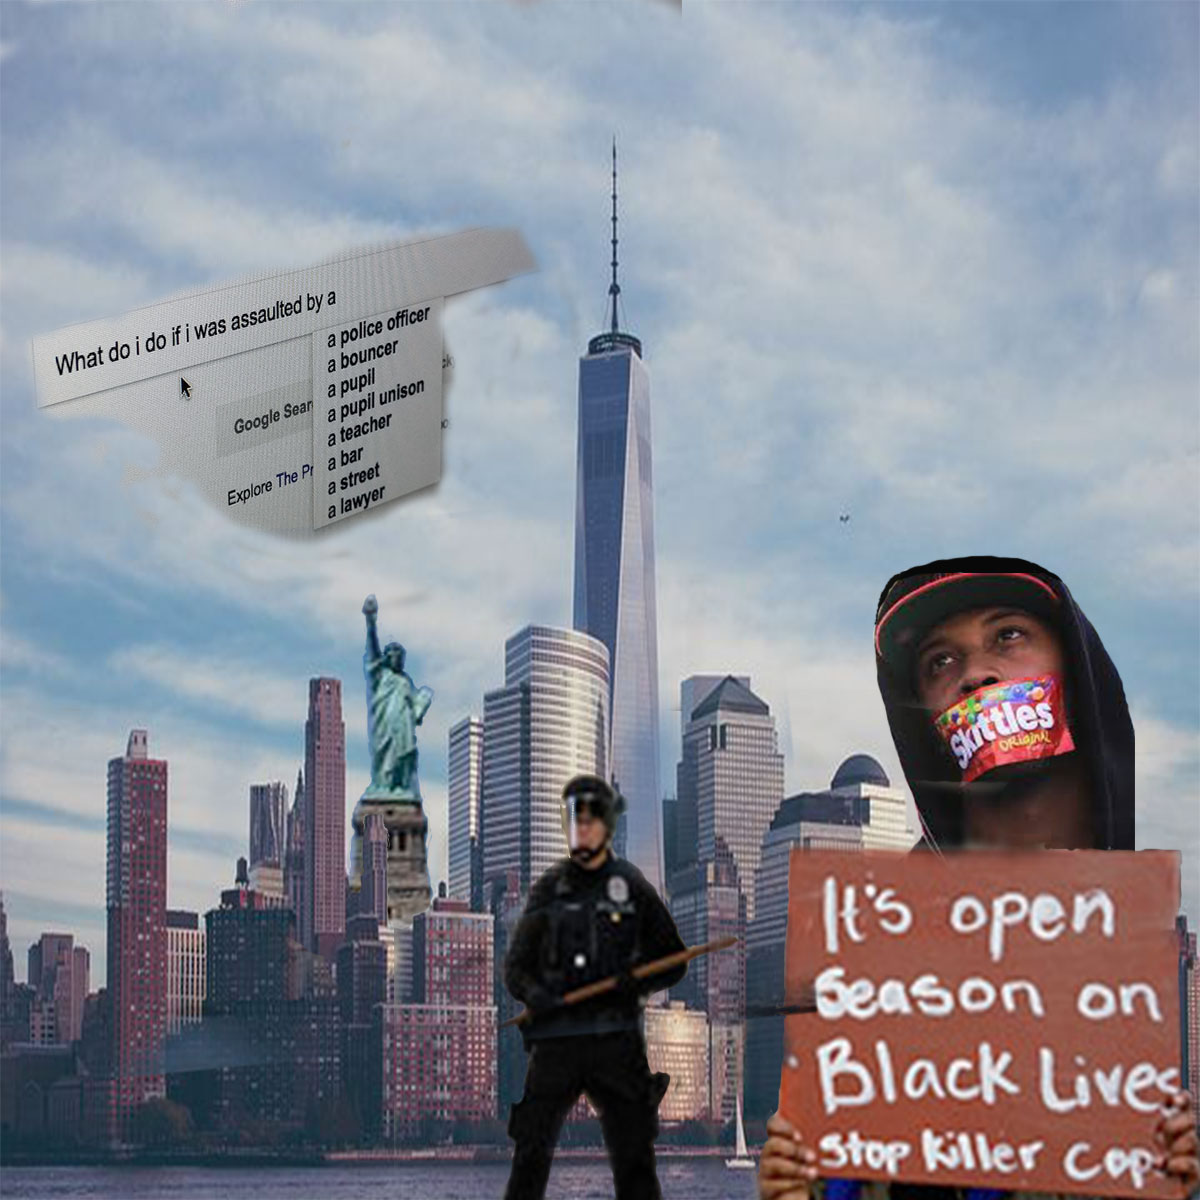 What do i do if i was assaulted by a
a police officer
a bouncer
a pupil
a pupil unison
a teacher
a bar
a street
a lawyer
Google Sear
Explore The Pr
Skittles
ORiginal
It's open
Season on
Black Lives
Stop Killer Cop